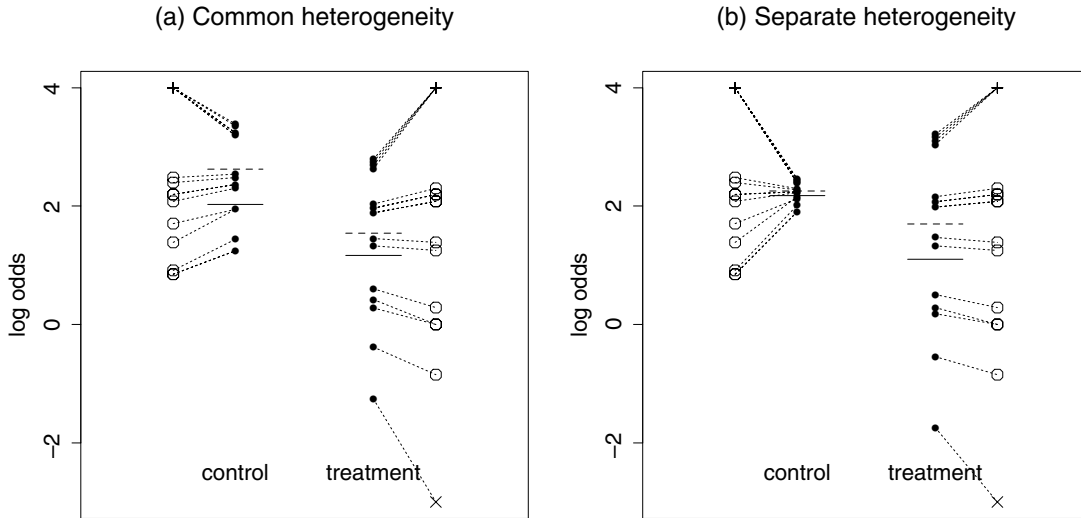 (a) Common heterogeneity
(b) Separate heterogeneity
log odds
4
2
0
−2
control
treatment
log odds
4
2
0
−2
control
treatment